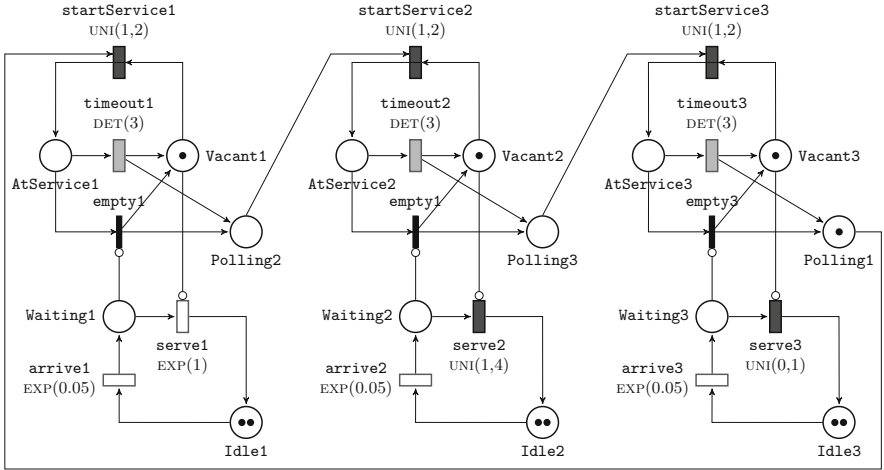 startService1
UNI(1,2)
startService2
UNI(1,2)
startService3
UNI(1,2)
timeout1
DET(3)
timeout2
DET(3)
timeout3
DET(3)
Vacant1
Vacant2
Vacant3
AtService1
AtService2
AtService3
empty1
empty1
empty3
Polling2
Polling3
Polling1
Waiting1
Waiting2
Waiting3
serve1
EXP(1)
serve2
UNI(1,4)
serve3
UNI(0,1)
arrive1
EXP(0.05)
arrive2
EXP(0.05)
arrive3
EXP(0.05)
Idle1
Idle2
Idle3